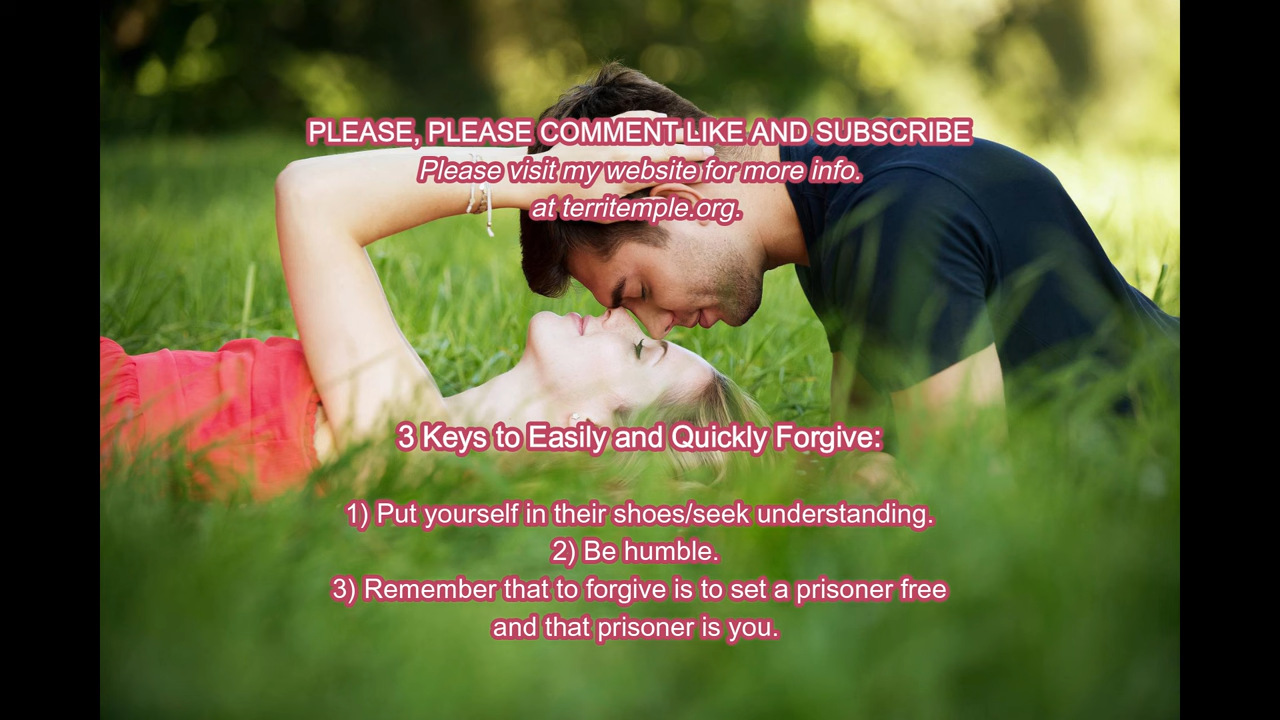 PLEASE, PLEASE COMMENT LIKE AND SUBSCRIBE
Please visit my website for more info.
at territemple.org.
3 Keys to Easily and Quickly Forgive:
1) Put yourself in their shoes/seek understanding.
2) Be humble.
3) Remember that to forgive is to set a prisoner free
and that prisoner is you.